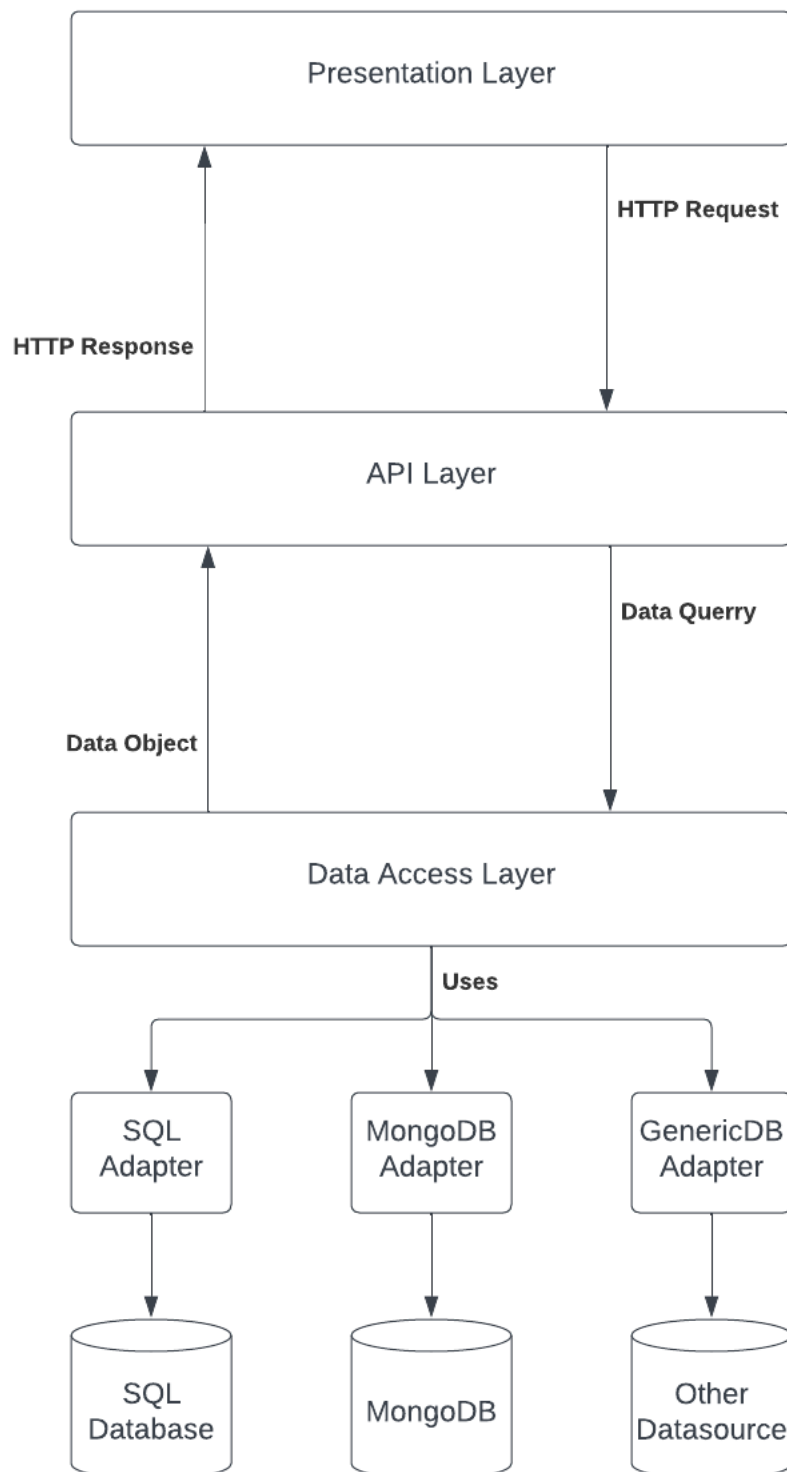 Presentation Layer
HTTP Request
HTTP Response
API Layer
Data Querry
Data Object
Data Access Layer
Uses
SQL
Adapter
MongoDB
Adapter
GenericDB
Adapter
SQL
Database
MongoDB
Other
Datasource